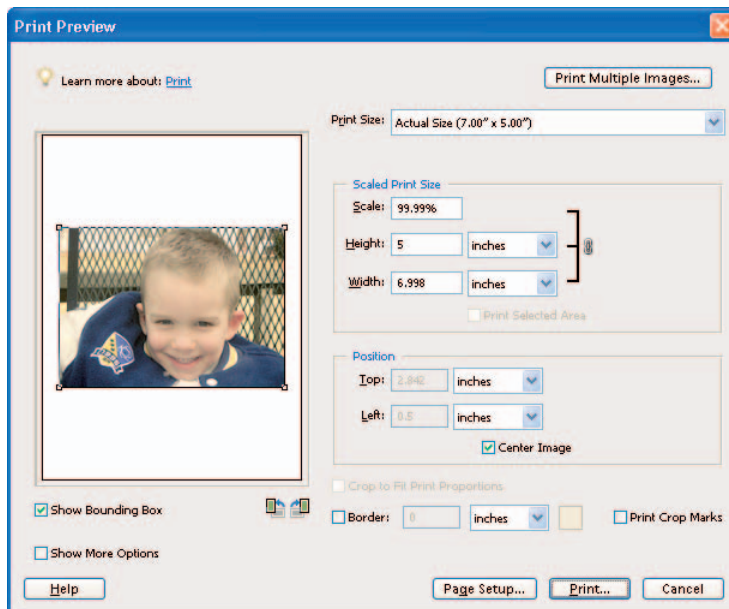 Print Preview
Learn more about: Print
Print Multiple Images...
Print Size: Actual Size (7.00" x 5.00")
Scaled Print Size
Scale: 99.99%
Height: 5 inches
Width: 6.998 inches
Print Selected Area
Position
Top: 2.842 inches
Left: 0.5 inches
Center Image
Crop to Fit Print Proportions
Show Bounding Box
Border: 0 inches
Print Crop Marks
Show More Options
Help
Page Setup...
Print...
Cancel